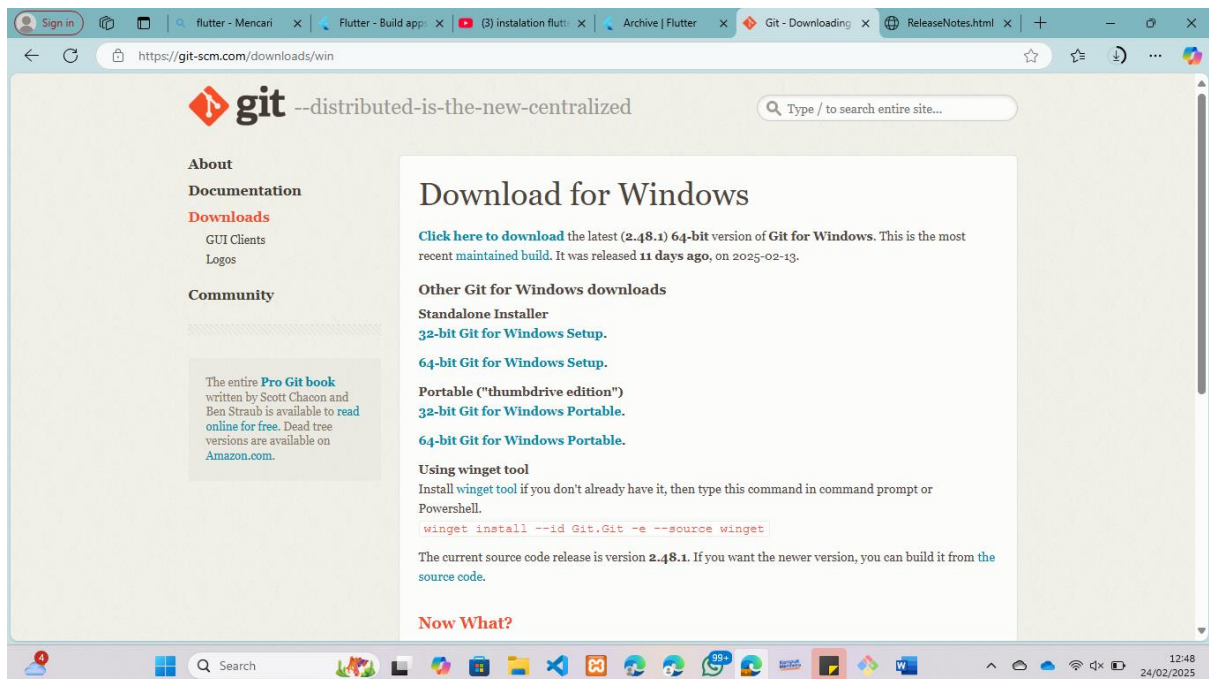 Sign in
flutter - Mencari
Flutter - Build app
(3) instalation flutt
Archive | Flutter
Git - Downloading
ReleaseNotes.html
https://git-scm.com/downloads/win
git --distributed-is-the-new-centralized
Type / to search entire site...
About
Documentation
Downloads
GUI Clients
Logos
Community
The entire Pro Git book
written by Scott Chacon and
Ben Straub is available to read
online for free. Dead tree
versions are available on
Amazon.com.
Download for Windows
Click here to download the latest (2.48.1) 64-bit version of Git for Windows. This is the most
recent maintained build. It was released 11 days ago, on 2025-02-13.
Other Git for Windows downloads
Standalone Installer
32-bit Git for Windows Setup.
64-bit Git for Windows Setup.
Portable ("thumbdrive edition")
32-bit Git for Windows Portable.
64-bit Git for Windows Portable.
Using winget tool
Install winget tool if you don't already have it, then type this command in command prompt or
Powershell.
winget install --id Git.Git -e --source winget
The current source code release is version 2.48.1. If you want the newer version, you can build it from the
source code.
Now What?
4
Search
99+
12:48
24/02/2025